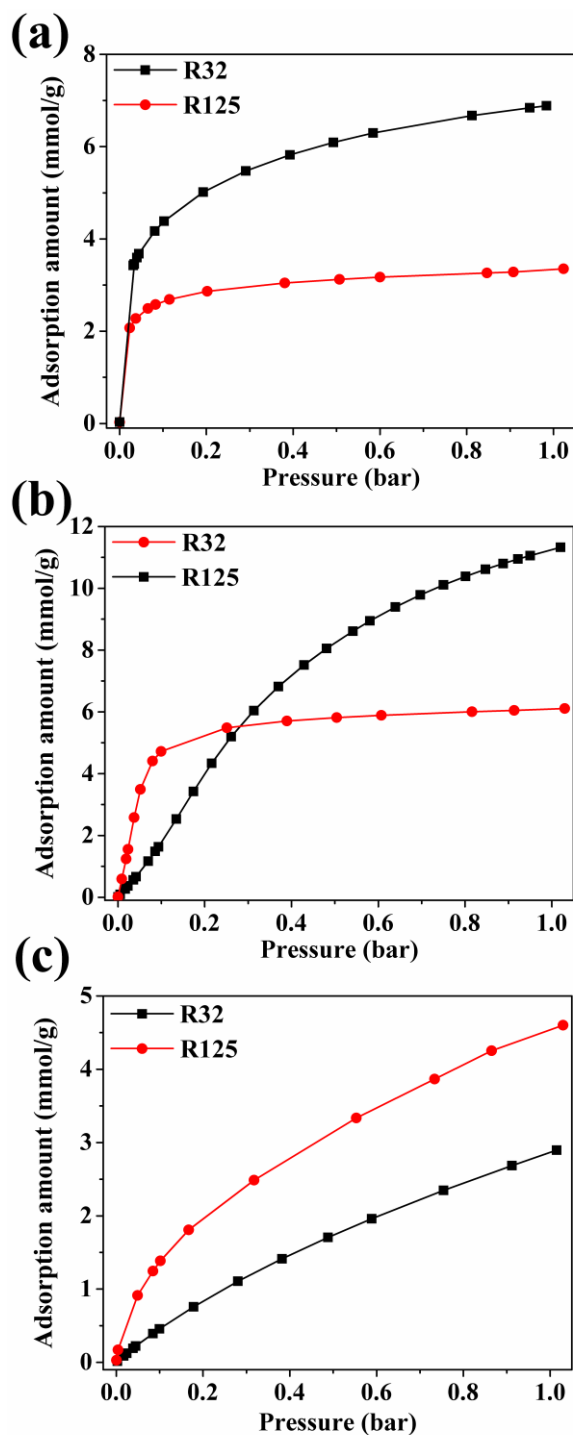 (a)
8
6
4
2
0
Adsorption amount (mmol/g)
R32
R125
0.0 0.2 0.4 0.6 0.8 1.0
Pressure (bar)
(b)
12
10
8
6
4
2
0
Adsorption amount (mmol/g)
R32
R125
0.0 0.2 0.4 0.6 0.8 1.0
Pressure (bar)
(c)
5
4
3
2
1
0
Adsorption amount (mmol/g)
R32
R125
0.0 0.2 0.4 0.6 0.8 1.0
Pressure (bar)